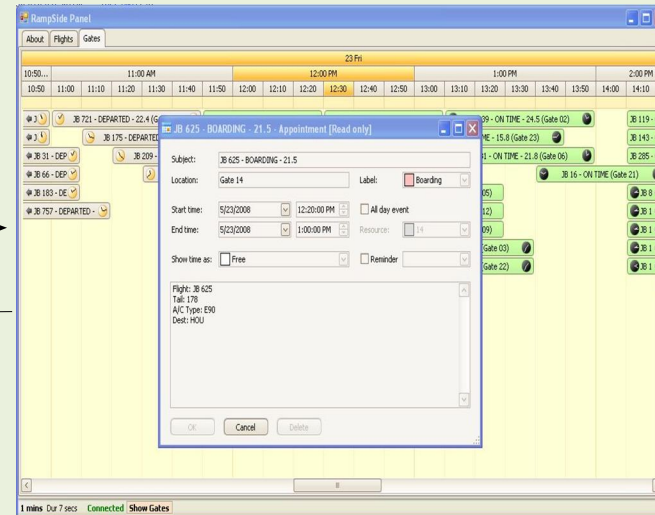 RampSide Panel
About Flights Gates
23 Fri
10:50... 11:00 AM 12:00 PM 1:00 PM 2:00 PM
10:50 11:00 11:10 11:20 11:30 11:40 11:50 12:00 12:10 12:20 12:30 12:40 12:50 13:00 13:10 13:20 13:30 13:40 13:50 14:00 14:10
JB 721 - DEPARTED - 22.4 (G
39 - ON TIME - 24.5 (Gate 02)
JB 119 -
JB 175 - DEPARTED
ME - 15.8 (Gate 23)
JB 143 -
JB 31 - DEP
JB 209 -
1 - ON TIME - 21.8 (Gate 06)
JB 285 -
JB 66 - DEP
JB 16 - ON TIME (Gate 21)
JB 183 - DE
05)
JB 8
JB 757 - DEPARTED -
12)
JB 1
09)
JB 1
Gate 03)
JB 1
Gate 22)
JB 1
JB 625 - BOARDING - 21.5 - Appointment [Read only]
Subject: JB 625 - BOARDING - 21.5
Location: Gate 14 Label: Boarding
Start time: 5/23/2008 12:20:00 PM All day event
End time: 5/23/2008 1:00:00 PM Resource: 14
Show time as: Free Reminder
Flight: JB 625
Tail: 178
A/C Type: E90
Dest: HOU
OK Cancel Delete
1 mins Dur 7 secs Connected Show Gates